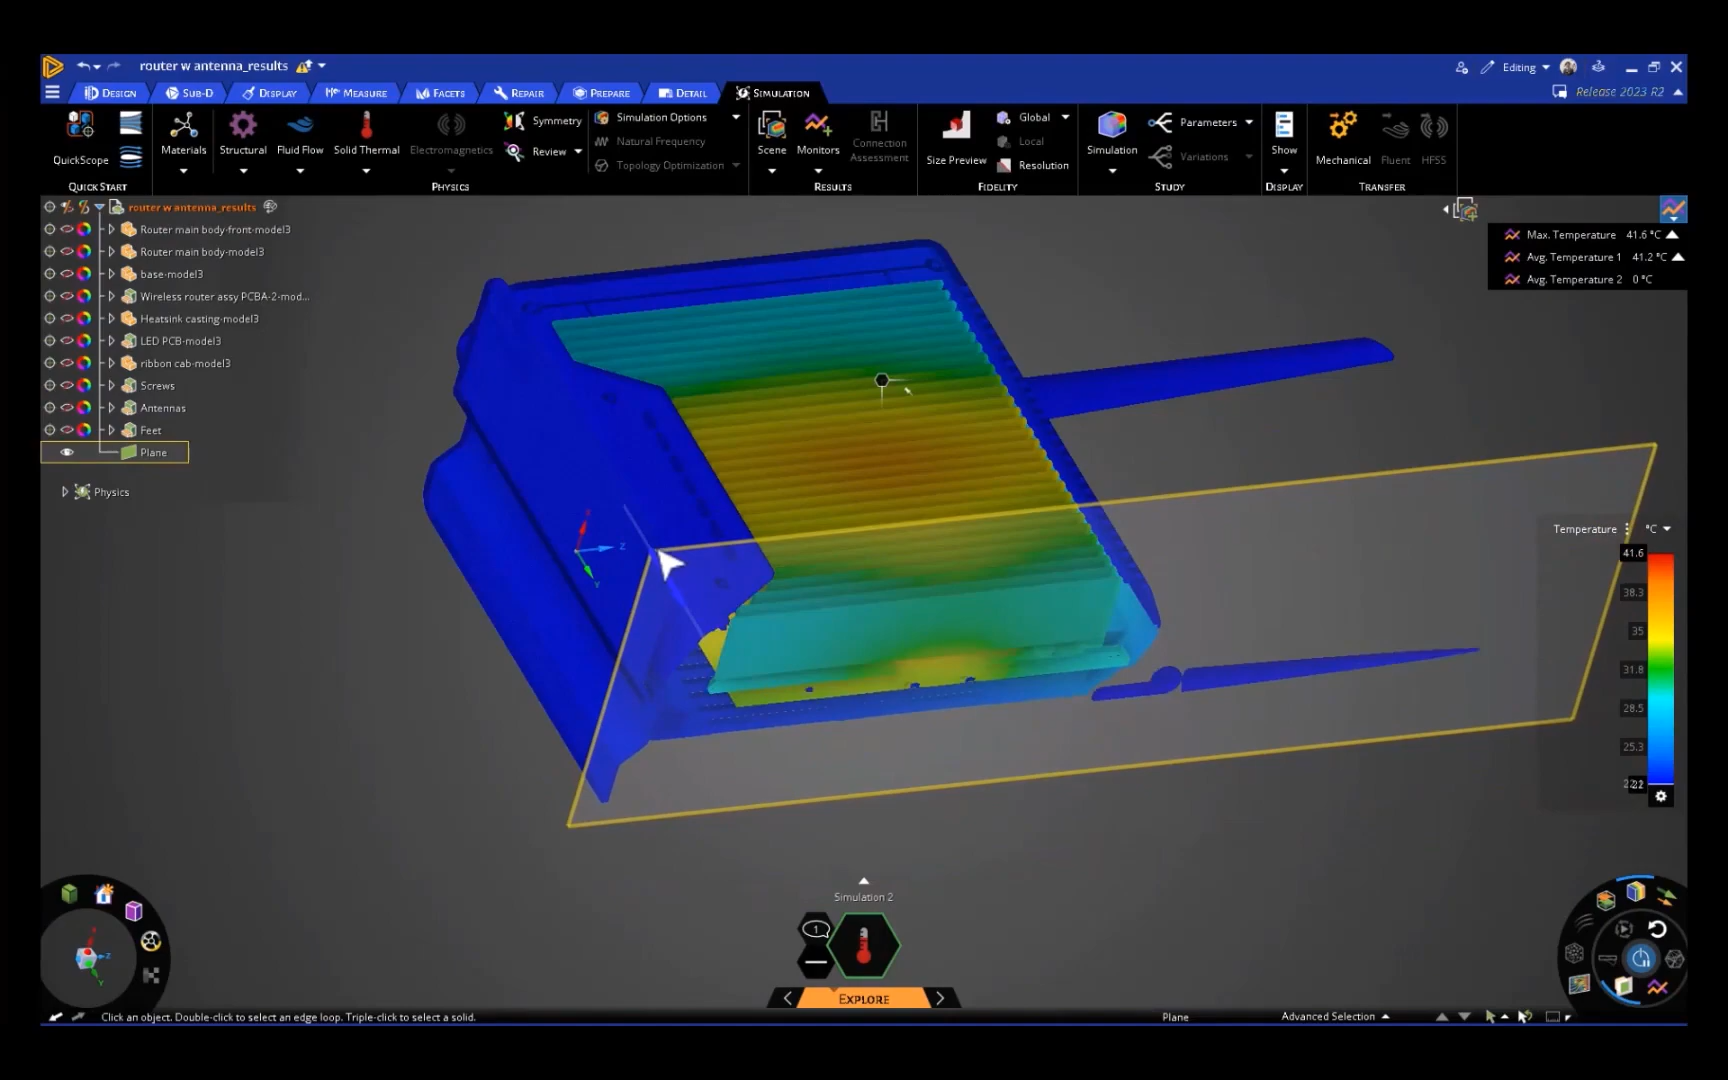 router w antenna_results
Editing
DESIGN
SUB-D
DISPLAY
MEASURE
FACETS
REPAIR
PREPARE
DETAIL
SIMULATION
Release 2023 R2
QuickScope
Materials
Structural
Fluid Flow
Solid Thermal
Electromagnetics
Symmetry
Review
Simulation Options
Natural Frequency
Topology Optimization
Scene
Monitors
Connection
Assessment
Size Preview
Global
Local
Resolution
Simulation
Parameters
Variations
Show
Mechanical
Fluent
HFSS
QUICK START
PHYSICS
RESULTS
FIDELITY
STUDY
DISPLAY
TRANSFER
router w antenna_results
Router main body-front-model3
Router main body-model3
base-model3
Wireless router assy PCBA-2-mod...
Heatsink casting-model3
LED PCB-model3
ribbon cab-model3
Screws
Antennas
Feet
Plane
Physics
Max. Temperature 41.6 °C
Avg. Temperature 1 41.2 °C
Avg. Temperature 2 0 °C
Z
Temperature °C
41.6
38.3
35
31.8
28.5
25.3
22
Simulation 2
1
EXPLORE
Click an object. Double-click to select an edge loop. Triple-click to select a solid.
Plane
Advanced Selection